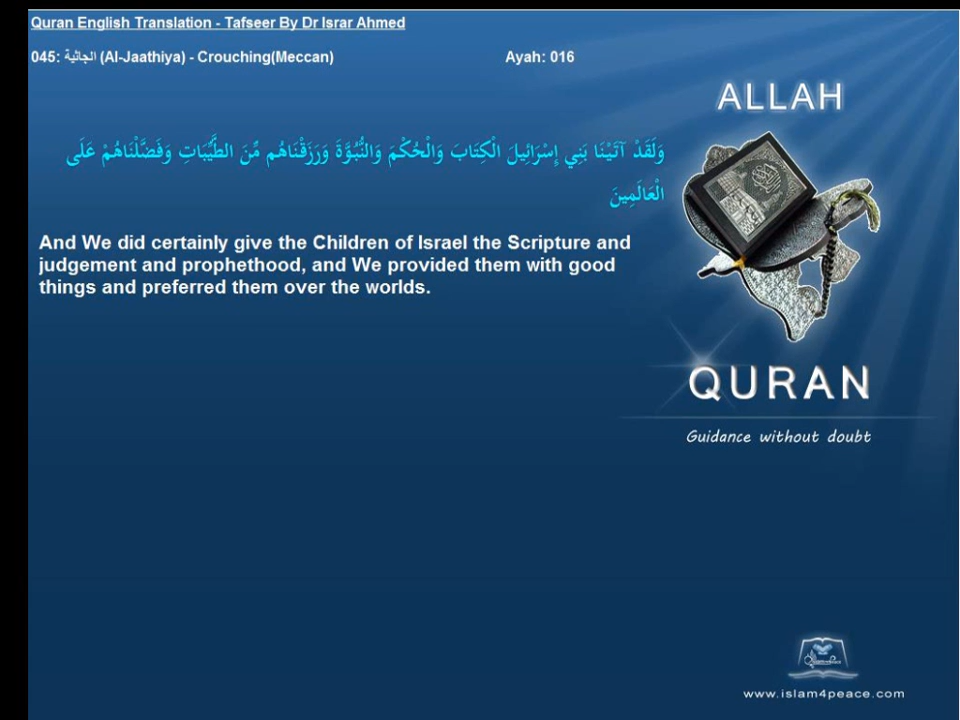 Quran English Translation - Tafseer By Dr Israr Ahmed
045: الجاثية (Al-Jaathiya) - Crouching(Meccan) Ayah: 016
ALLAH
وَلَقَدْ آتَيْنَا بَنِي إِسْرَائِيلَ الْكِتَابَ وَالْحُكْمَ وَالنُّبُوَّةَ وَرَزَقْنَاهُم مِّنَ الطَّيِّبَاتِ وَفَضَّلْنَاهُمْ عَلَى
الْعَالَمِينَ
And We did certainly give the Children of Israel the Scripture and
judgement and prophethood, and We provided them with good
things and preferred them over the worlds.
QURAN
Guidance without doubt
www.islam4peace.com